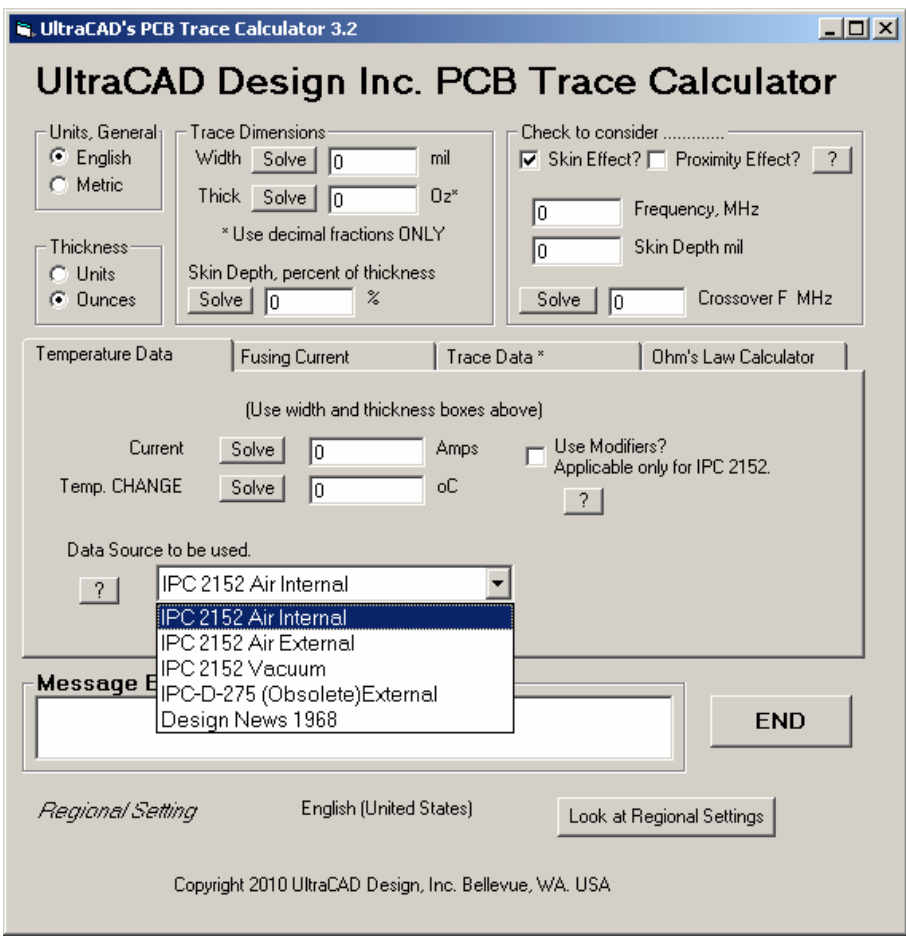 UltraCAD's PCB Trace Calculator 3.2
UltraCAD Design Inc. PCB Trace Calculator
Units, General
English
Metric
Thickness
Units
Ounces
Trace Dimensions
Width Solve 0 mil
Thick Solve 0 Oz*
* Use decimal fractions ONLY
Skin Depth, percent of thickness
Solve 0 %
Check to consider .............
Skin Effect? Proximity Effect? ?
0 Frequency, MHz
0 Skin Depth mil
Solve 0 Crossover F MHz
Temperature Data Fusing Current Trace Data * Ohm's Law Calculator
(Use width and thickness boxes above)
Current Solve 0 Amps
Temp. CHANGE Solve 0 oC
Use Modifiers?
Applicable only for IPC 2152.
?
Data Source to be used.
? IPC 2152 Air Internal
IPC 2152 Air Internal
IPC 2152 Air External
IPC 2152 Vacuum
IPC-D-275 (Obsolete)External
Design News 1968
Message
END
Regional Setting English (United States) Look at Regional Settings
Copyright 2010 UltraCAD Design, Inc. Bellevue, WA. USA